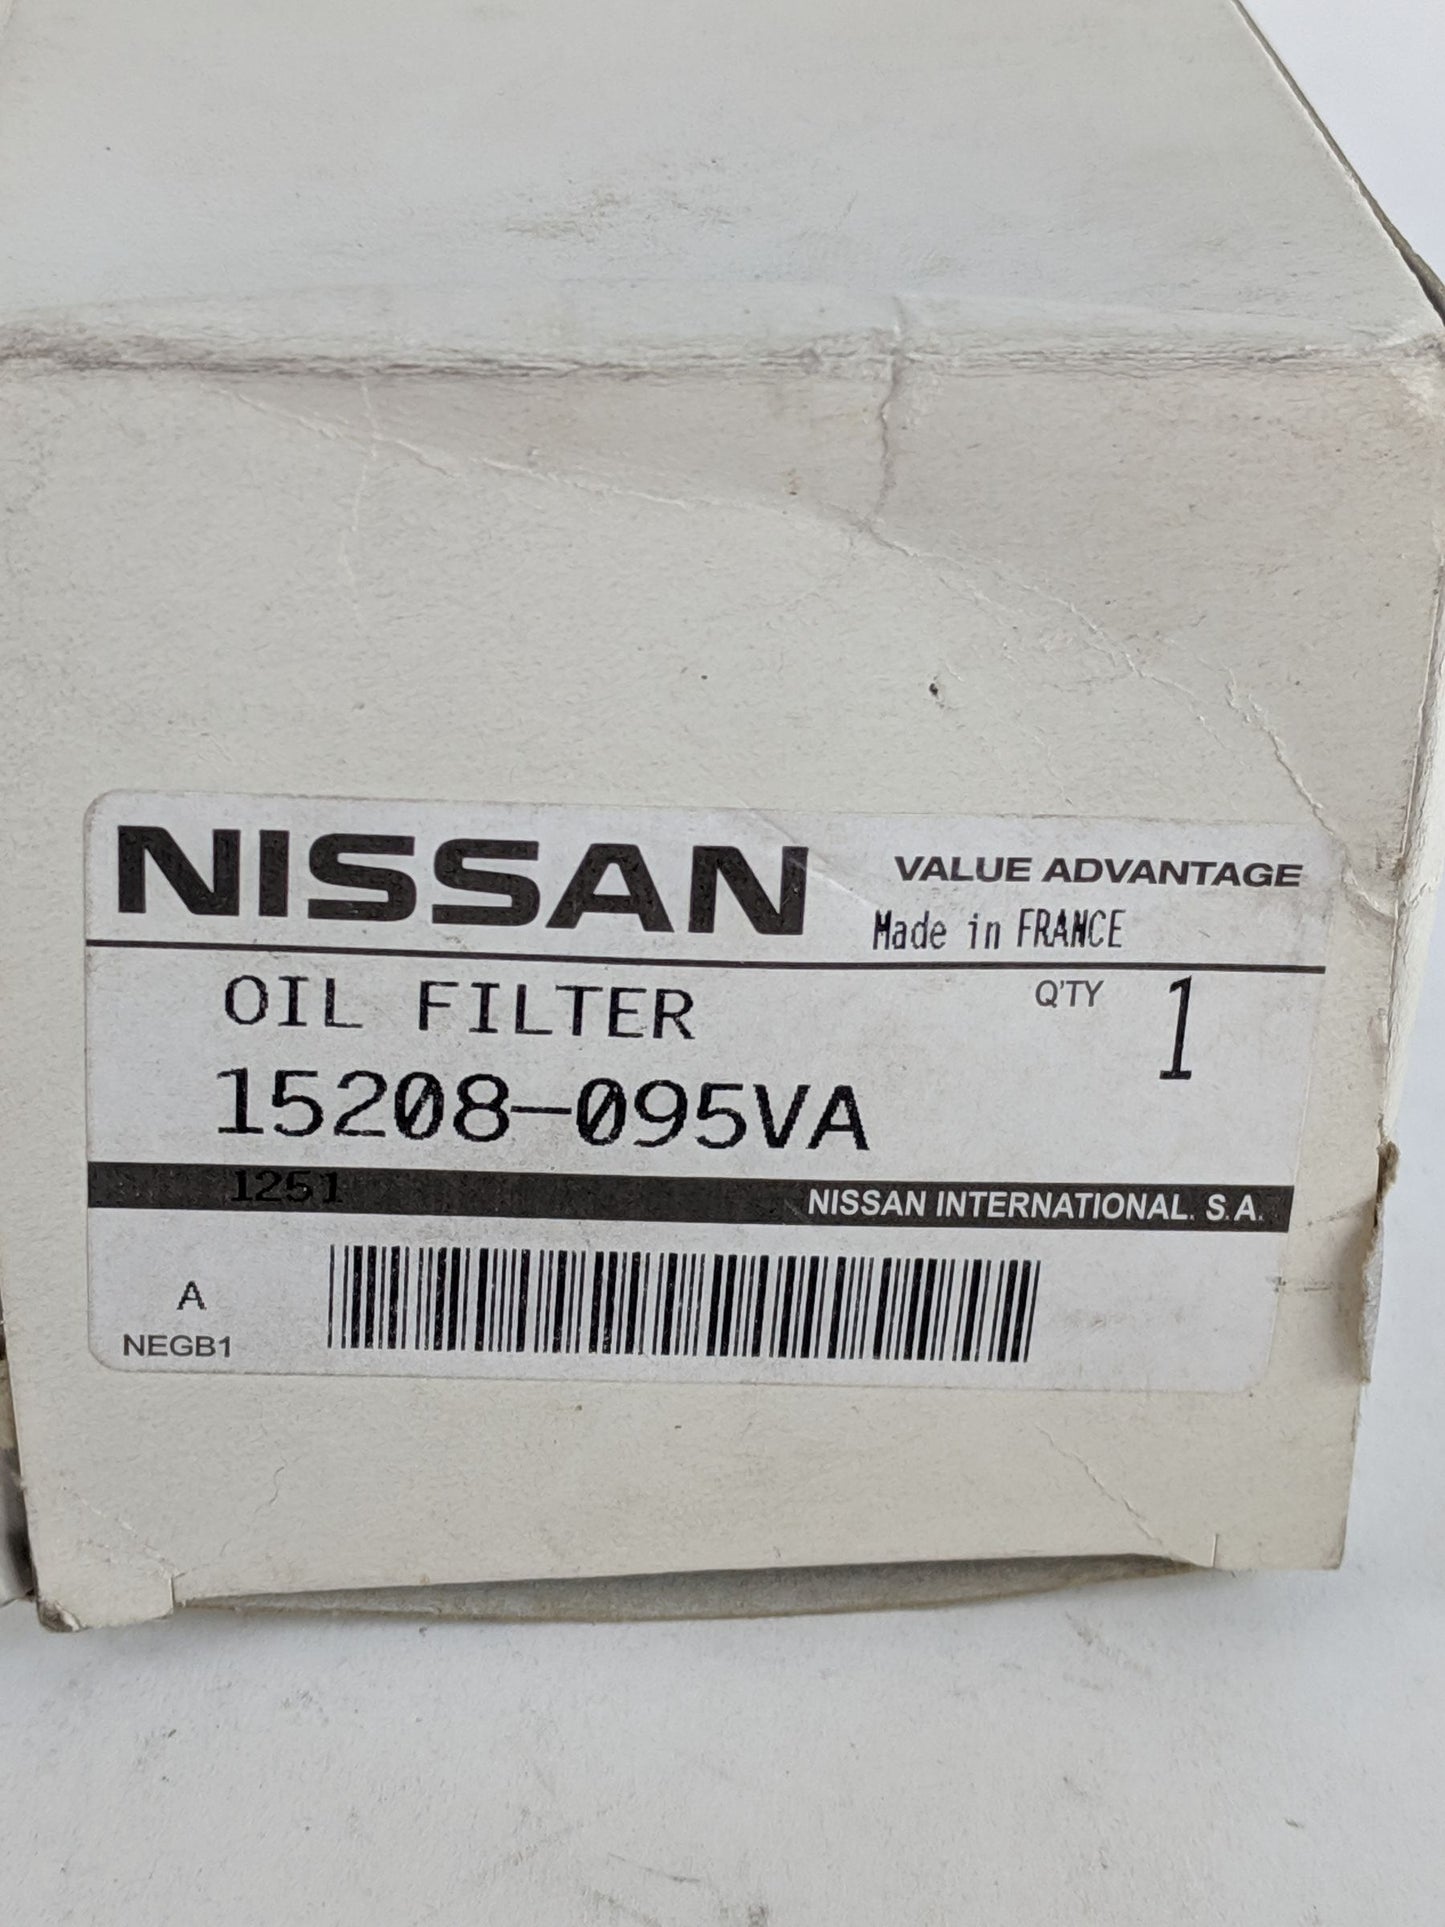 NISSAN
VALUE ADVANTAGE
Made in FRANCE
OIL FILTER
Q'TY 1
15208-095VA
1251
NISSAN INTERNATIONAL. S.A.
A
NEGB1